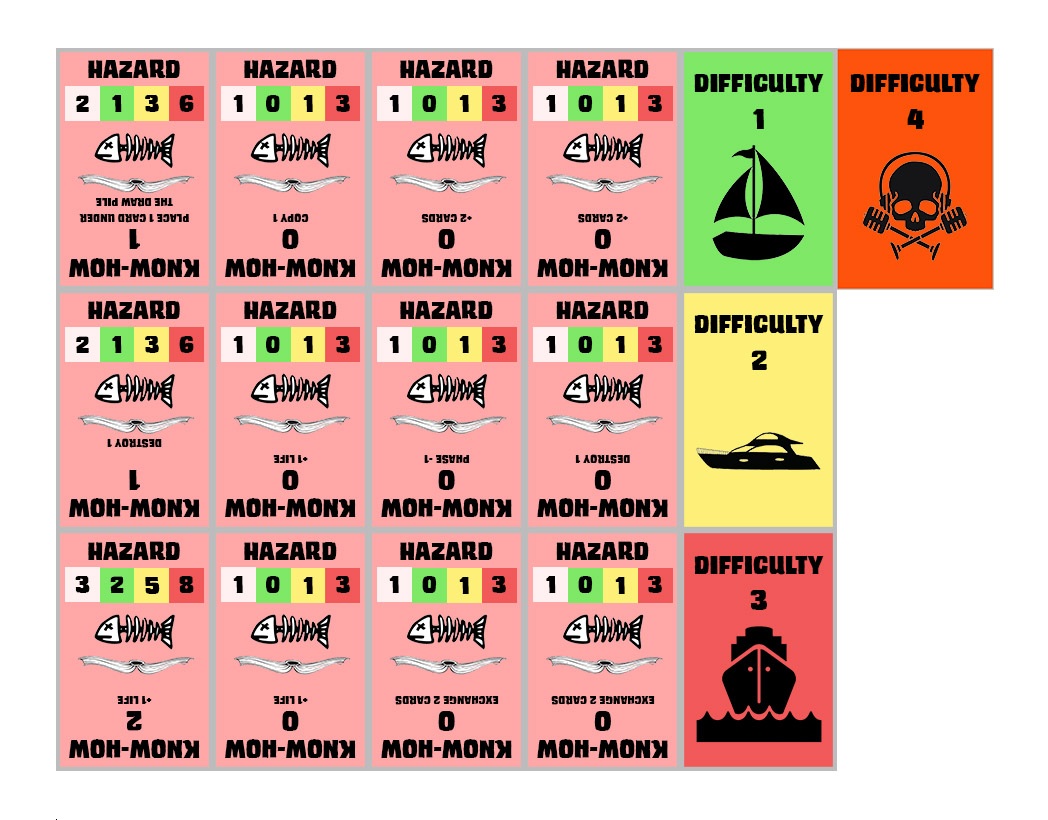 HAZARD
2 1 3 6
KNOW-HOW
1
PLACE 1 CARD UNDER
THE DRAW PILE
HAZARD
1 0 1 3
KNOW-HOW
0
COPY 1
HAZARD
1 0 1 3
KNOW-HOW
0
+2 CARDS
HAZARD
1 0 1 3
KNOW-HOW
0
+2 CARDS
DIFFICULTY
1
DIFFICULTY
4
HAZARD
2 1 3 6
KNOW-HOW
1
DESTROY 1
HAZARD
1 0 1 3
KNOW-HOW
0
+1 LIFE
HAZARD
1 0 1 3
KNOW-HOW
0
PHASE -1
HAZARD
1 0 1 3
KNOW-HOW
0
DESTROY 1
DIFFICULTY
2
HAZARD
3 2 5 8
KNOW-HOW
2
+1 LIFE
HAZARD
1 0 1 3
KNOW-HOW
0
+1 LIFE
HAZARD
1 0 1 3
KNOW-HOW
0
EXCHANGE 2 CARDS
HAZARD
1 0 1 3
KNOW-HOW
0
EXCHANGE 2 CARDS
DIFFICULTY
3